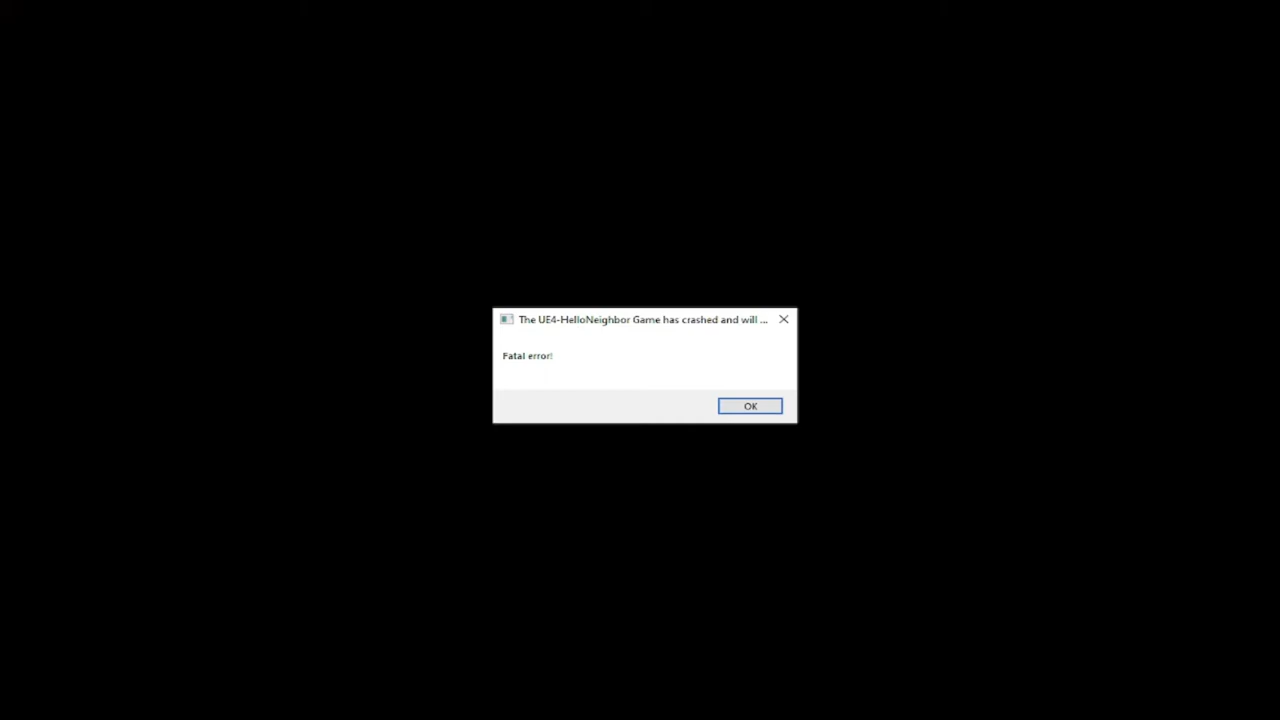 The UE4-HelloNeighbor Game has crashed and will ...
Fatal error!
OK